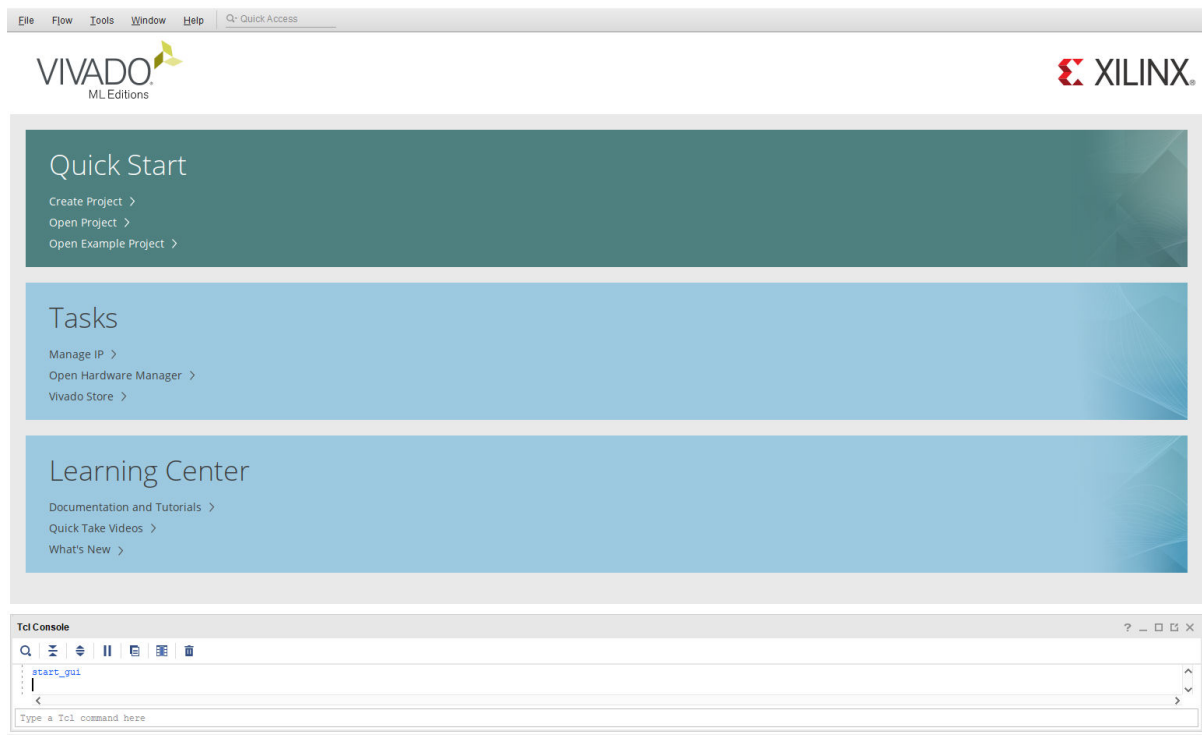 File Flow Tools Window Help Quick Access
VIVADO.
ML Editions
XILINX®
Quick Start
Create Project >
Open Project >
Open Example Project >
Tasks
Manage IP >
Open Hardware Manager >
Vivado Store >
Learning Center
Documentation and Tutorials >
Quick Take Videos >
What's New >
Tcl Console
start_gui
Type a Tcl command here